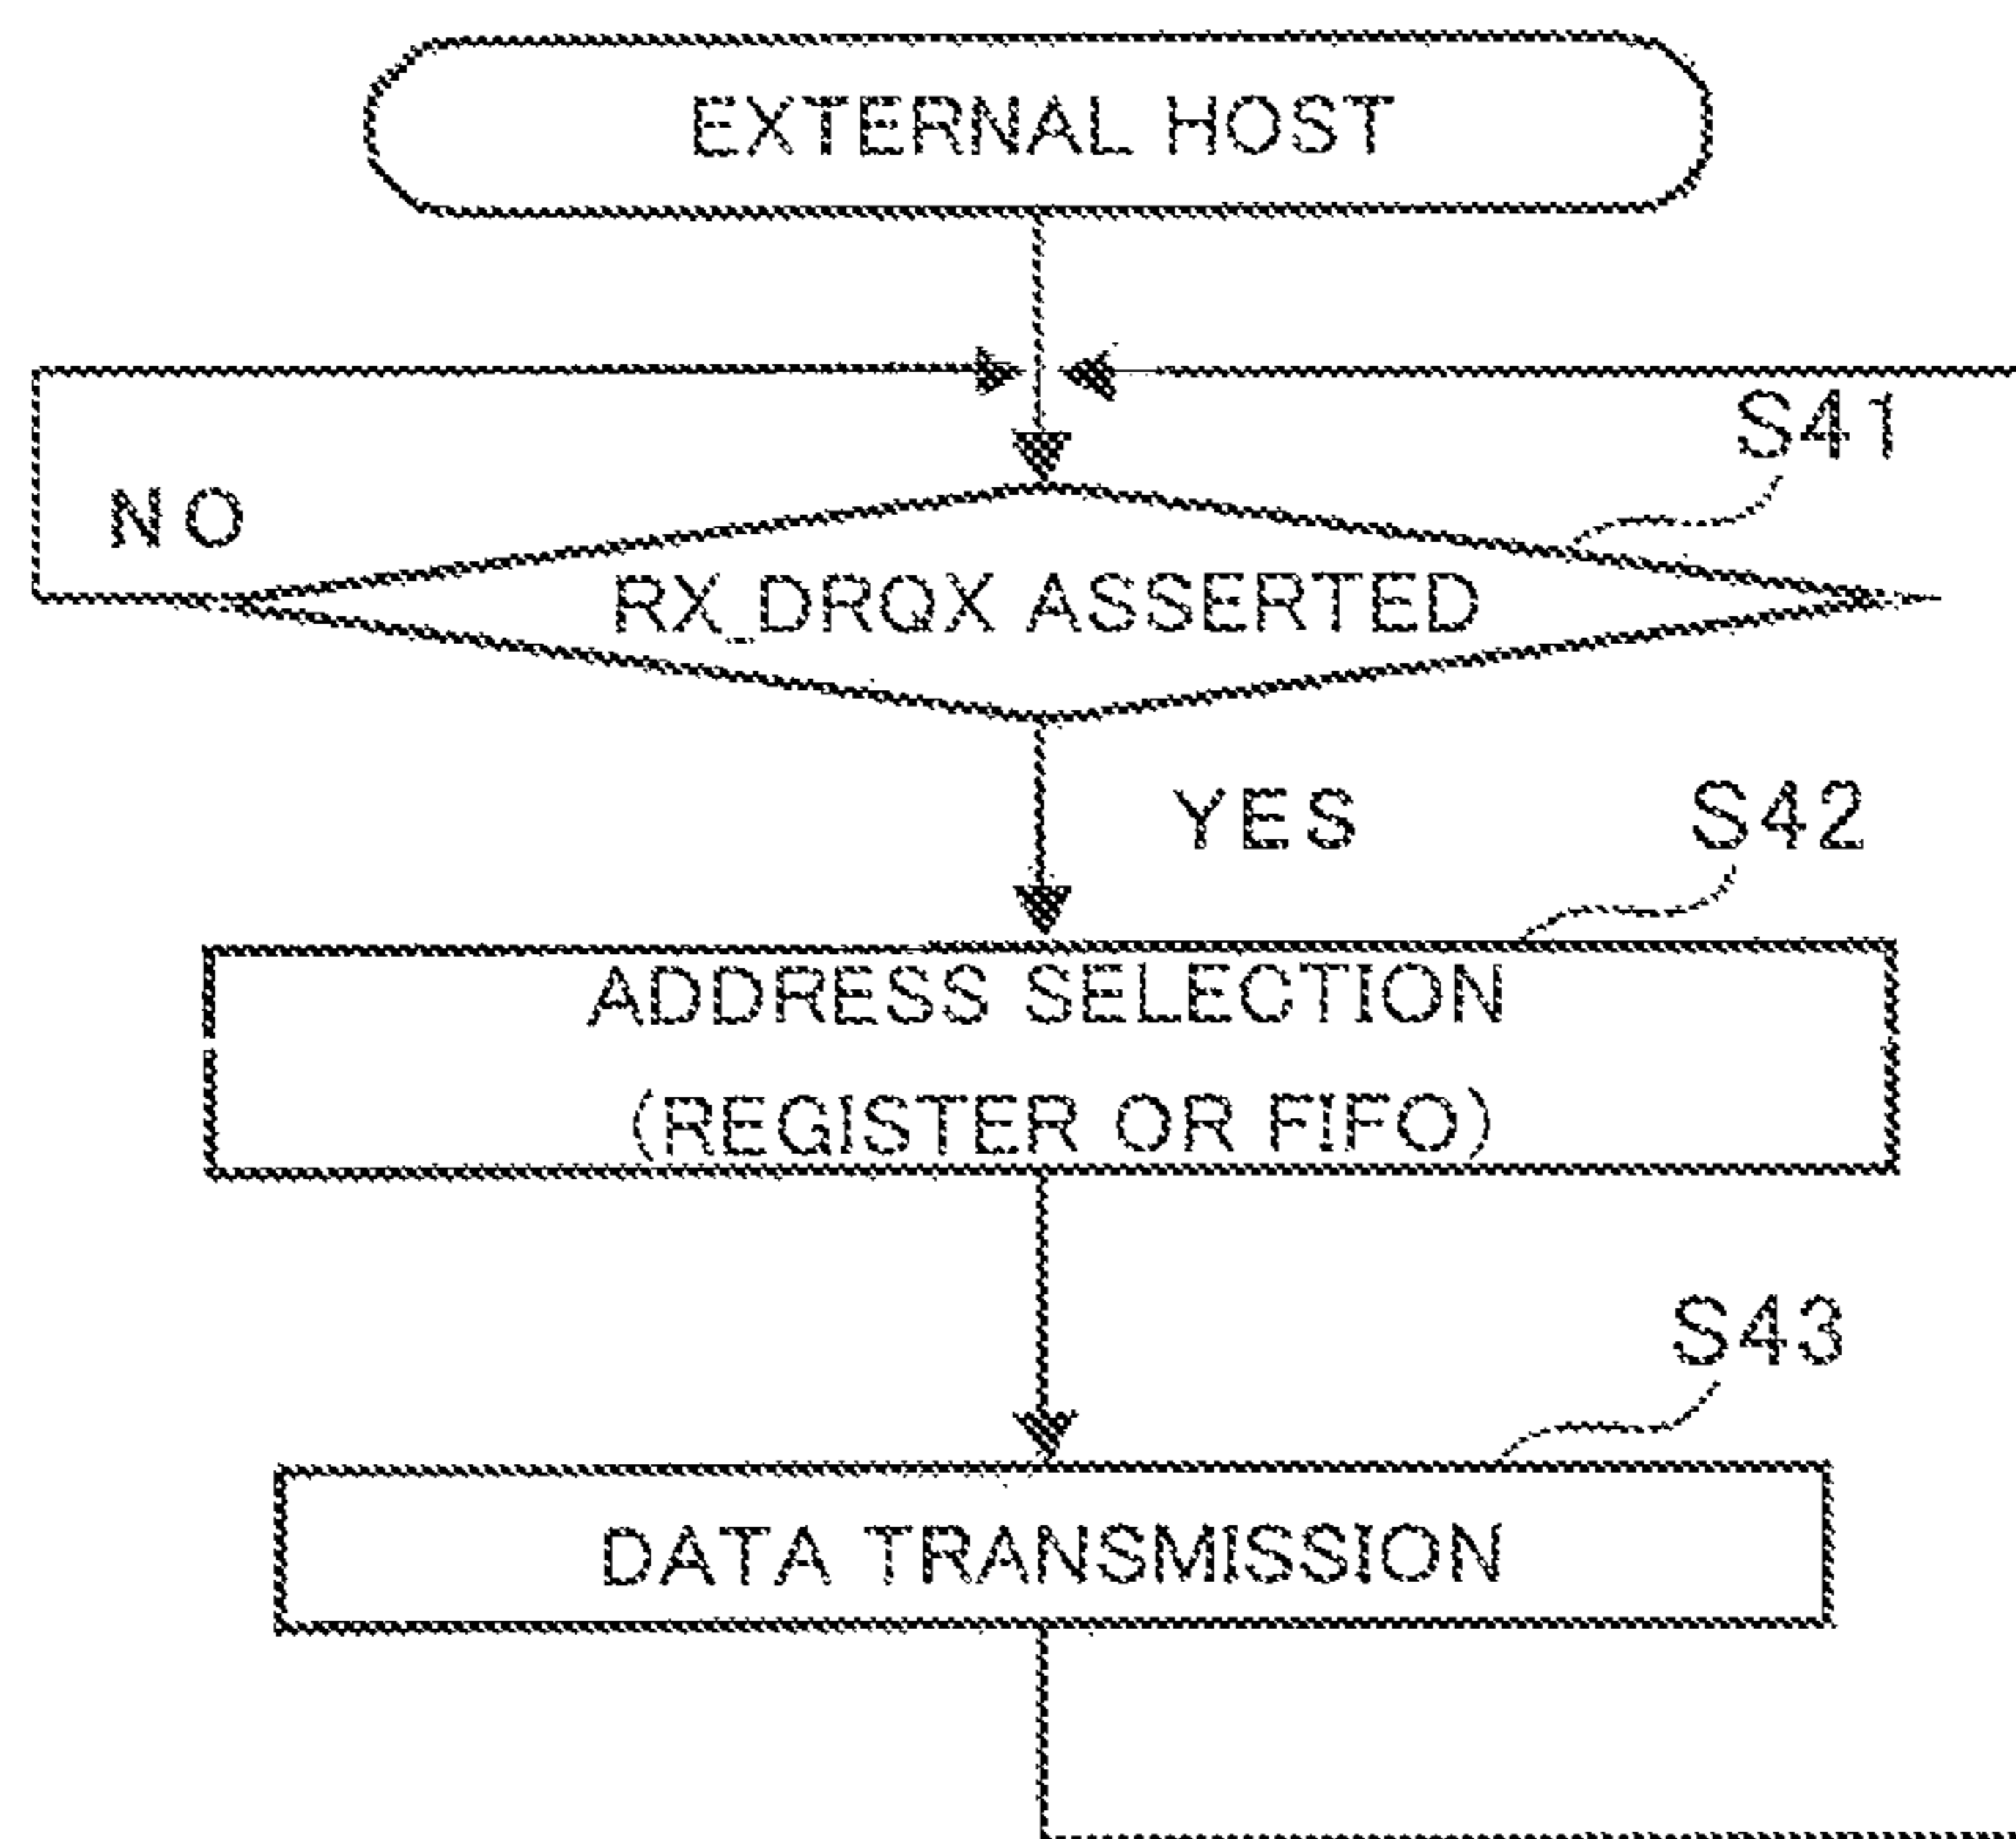 EXTERNAL HOST
S41
NO
RX_DRQX ASSERTED
YES
S42
ADDRESS SELECTION
(REGISTER OR FIFO)
S43
DATA TRANSMISSION